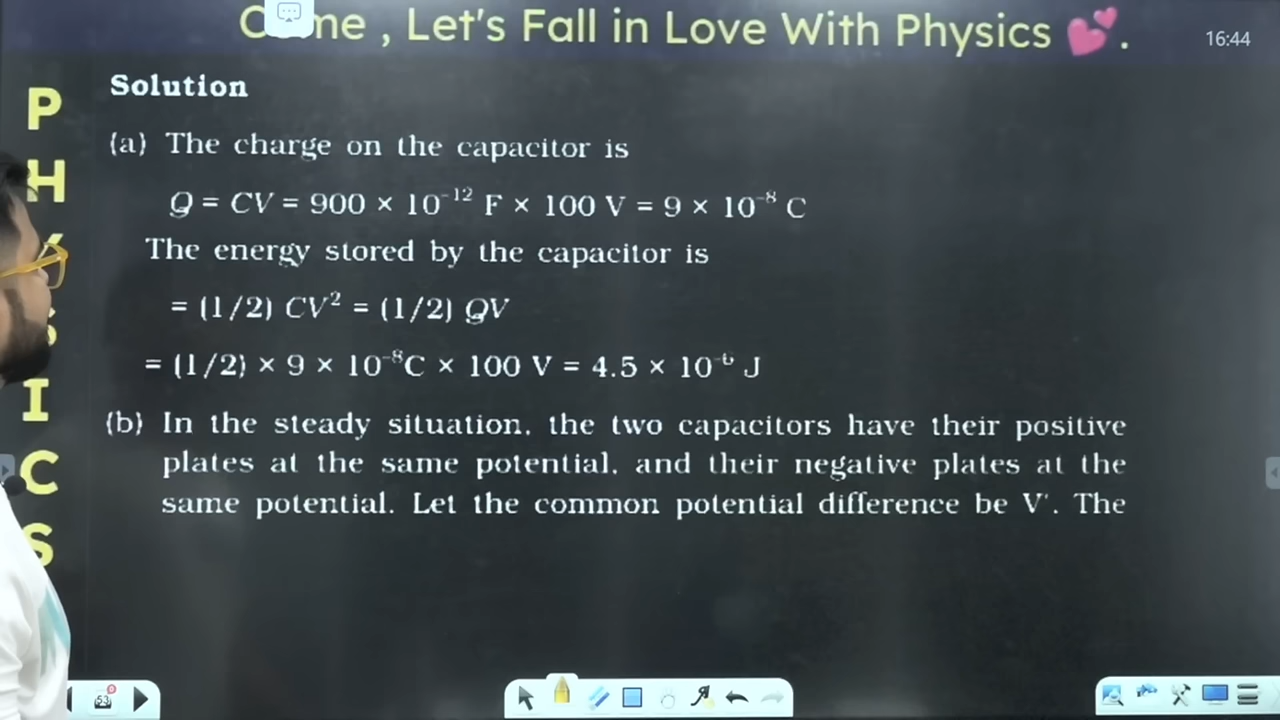 Come , Let's Fall in Love With Physics 💕.
16:44
PHYSICS
Solution
(a) The charge on the capacitor is
Q = CV = 900 × 10⁻¹² F × 100 V = 9 × 10⁻⁸ C
The energy stored by the capacitor is
= (1/2) CV² = (1/2) QV
= (1/2) × 9 × 10⁻⁸C × 100 V = 4.5 × 10⁻⁶ J
(b) In the steady situation, the two capacitors have their positive
plates at the same potential, and their negative plates at the
same potential. Let the common potential difference be V′. The
53